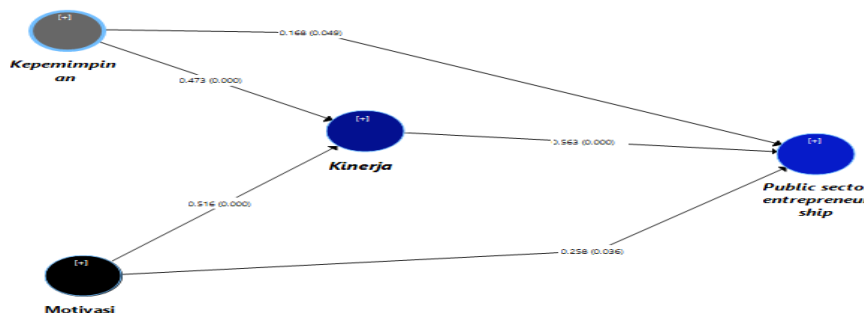 [+]
Kepemimpin
an
0.168 (0.049)
0.473 (0.000)
[+]
Kinerja
0.563 (0.000)
[+]
Public secto
entrepreneu
ship
0.516 (0.000)
0.258 (0.036)
[+]
Motivasi